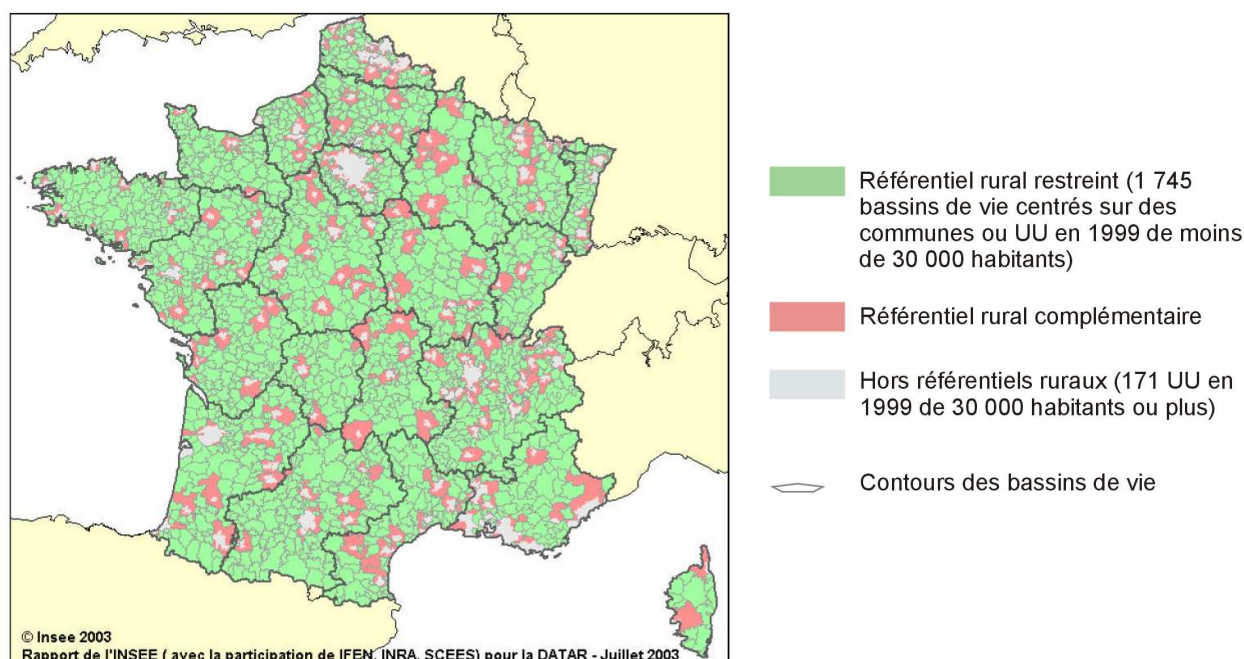 Référentiel rural restreint (1 745
bassins de vie centrés sur des
communes ou UU en 1999 de moins
de 30 000 habitants)
Référentiel rural complémentaire
Hors référentiels ruraux (171 UU en
1999 de 30 000 habitants ou plus)
Contours des bassins de vie
© Insee 2003
Rapport de l'INSEE ( avec la participation de IFEN, INRA, SCEES) pour la DATAR - Juillet 2003